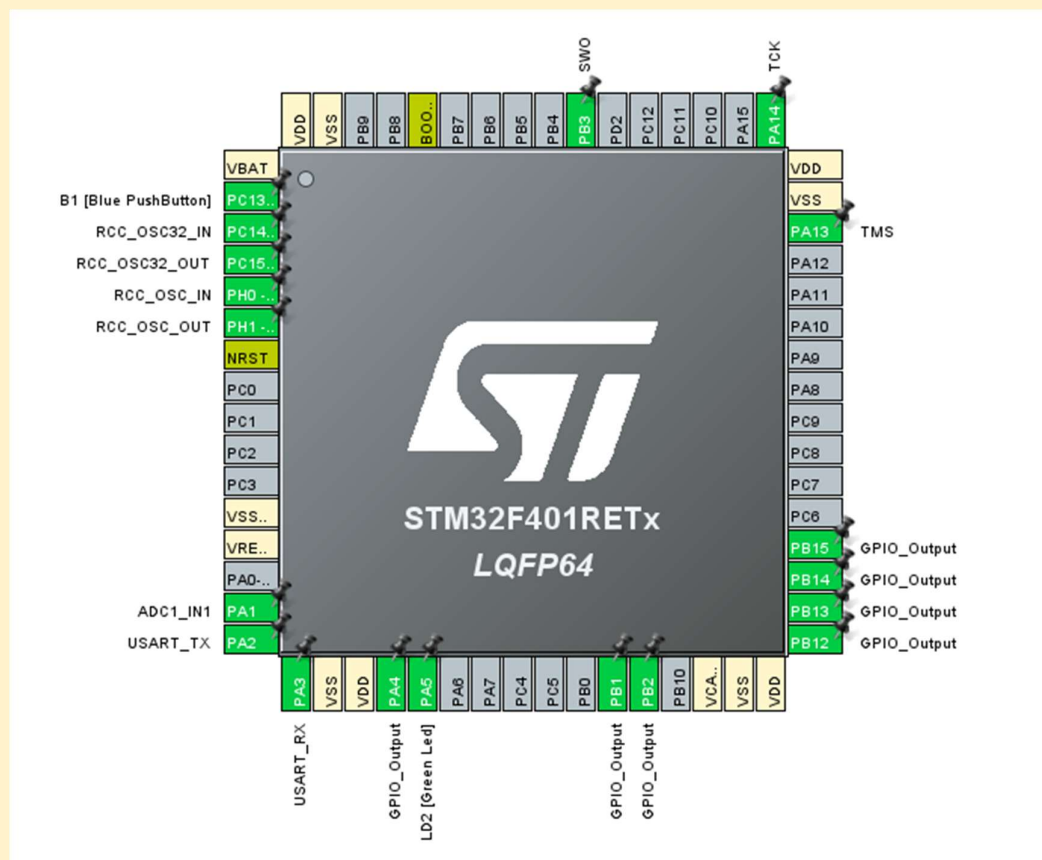 SWO
TCK
VDD
VSS
PB9
PB8
BOO..
PB7
PB6
PB5
PB4
PB3
PD2
PC12
PC11
PC10
PA15
PA14
VBAT
B1 [Blue PushButton] PC13..
RCC_OSC32_IN PC14..
RCC_OSC32_OUT PC15..
RCC_OSC_IN PH0 -..
RCC_OSC_OUT PH1 -..
NRST
PC0
PC1
PC2
PC3
VSS..
VRE..
PA0-..
ADC1_IN1 PA1
USART_TX PA2
ST
STM32F401RETx
LQFP64
VDD
VSS
PA13 TMS
PA12
PA11
PA10
PA9
PA8
PC9
PC8
PC7
PC6
PB15 GPIO_Output
PB14 GPIO_Output
PB13 GPIO_Output
PB12 GPIO_Output
PA3
VSS
VDD
PA4
PA5
PA6
PA7
PC4
PC5
PB0
PB1
PB2
PB10
VCA..
VSS
VDD
USART_RX
GPIO_Output
LD2 [Green Led]
GPIO_Output
GPIO_Output